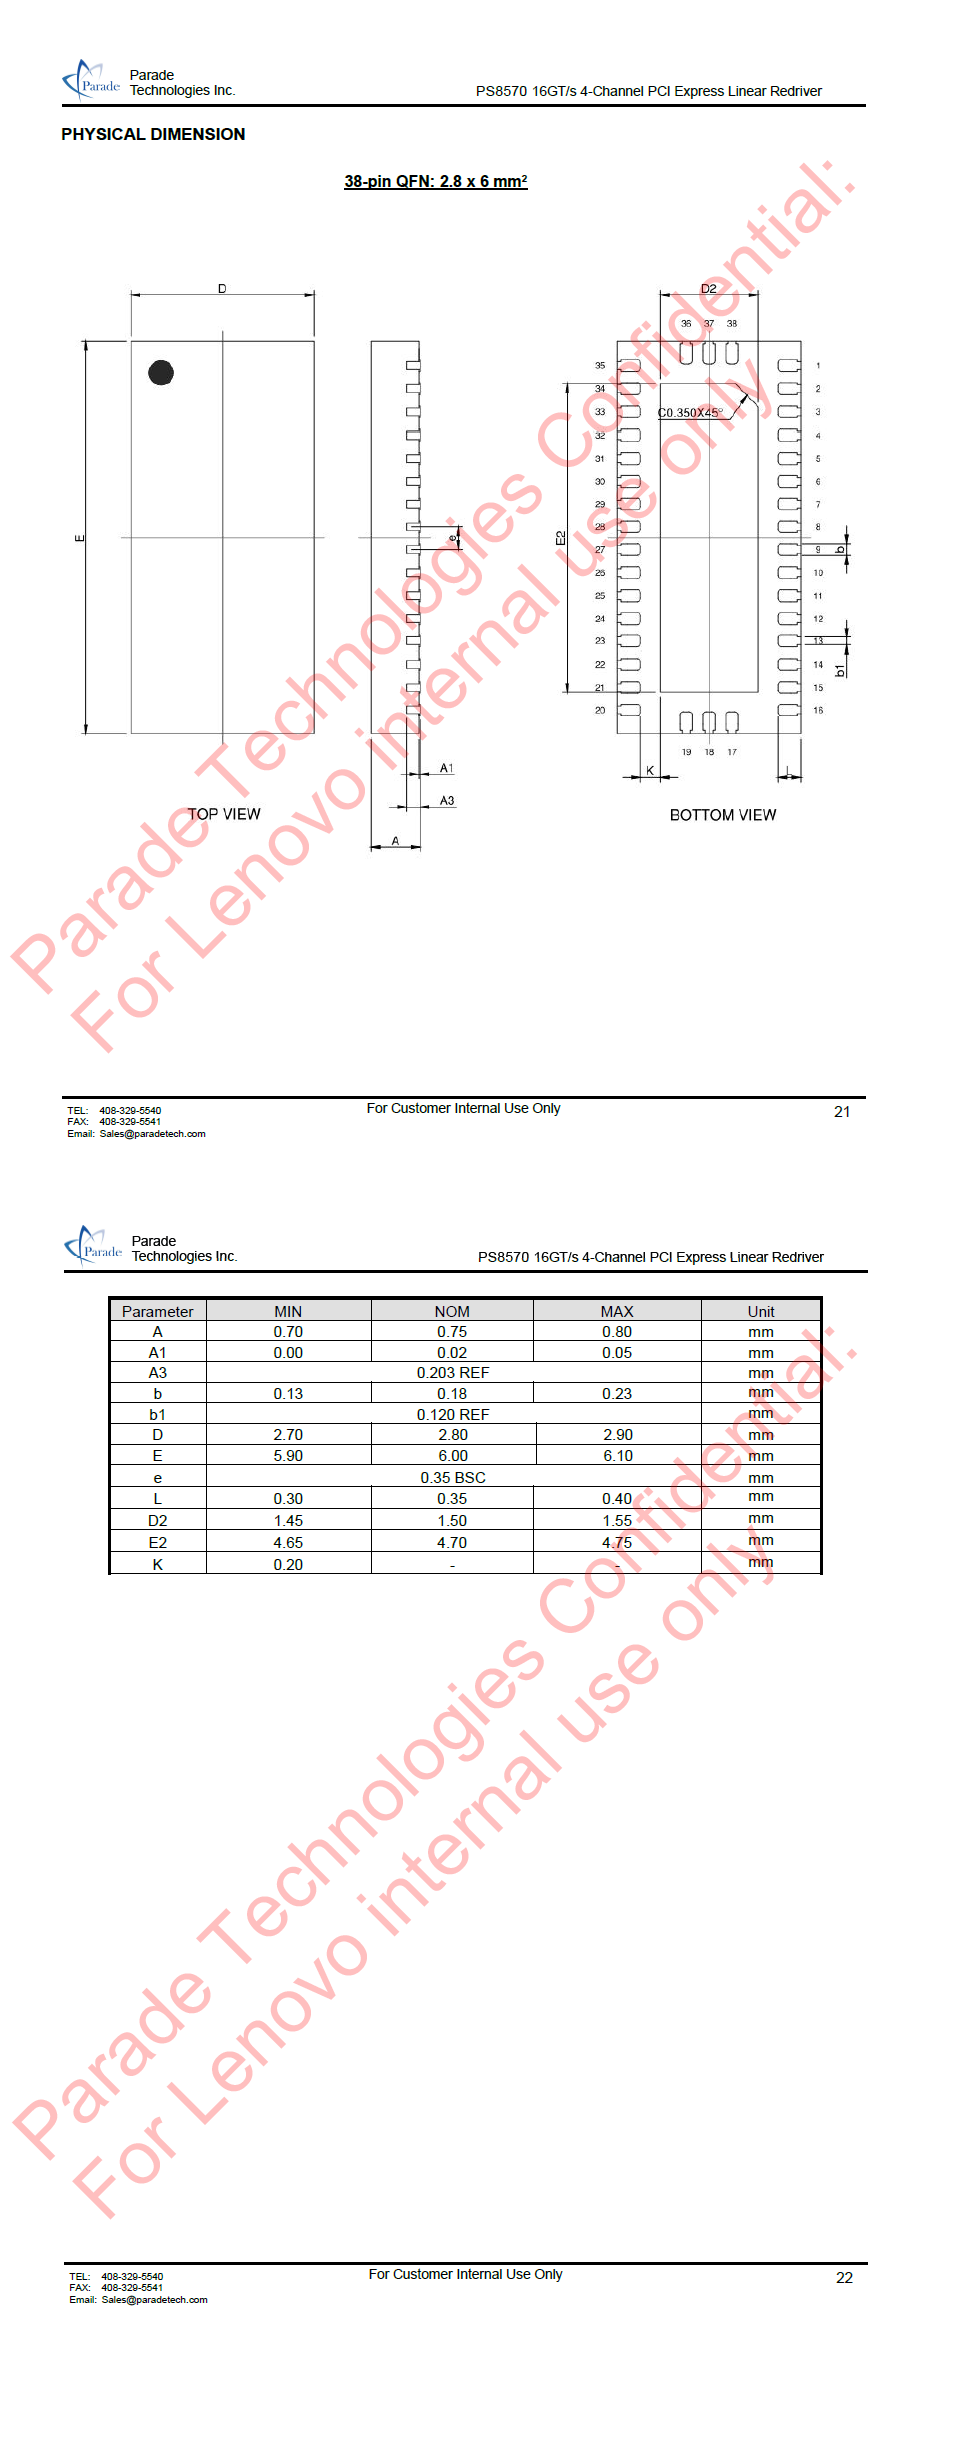 Parade
Parade
Technologies Inc.
PS8570 16GT/s 4-Channel PCI Express Linear Redriver
PHYSICAL DIMENSION
38-pin QFN: 2.8 x 6 mm²
D
D2
36 37 38
35 1
34 2
33 3
C0.350X45°
32 4
31 5
30 6
29 7
28 8
E
e
E2
27 9 b
26 10
25 11
24 12
23 13
22 14 b1
21 15
20 16
19 18 17
A1
K
L
A3
TOP VIEW
BOTTOM VIEW
A
Parade Technologies Confidential:
For Lenovo internal use only
TEL: 408-329-5540
FAX: 408-329-5541
Email: Sales@paradetech.com
For Customer Internal Use Only
21
Parade
Parade
Technologies Inc.
PS8570 16GT/s 4-Channel PCI Express Linear Redriver
Parameter MIN NOM MAX Unit
A 0.70 0.75 0.80 mm
A1 0.00 0.02 0.05 mm
A3 0.203 REF mm
b 0.13 0.18 0.23 mm
b1 0.120 REF mm
D 2.70 2.80 2.90 mm
E 5.90 6.00 6.10 mm
e 0.35 BSC mm
L 0.30 0.35 0.40 mm
D2 1.45 1.50 1.55 mm
E2 4.65 4.70 4.75 mm
K 0.20 - - mm
Parade Technologies Confidential:
For Lenovo internal use only
TEL: 408-329-5540
FAX: 408-329-5541
Email: Sales@paradetech.com
For Customer Internal Use Only
22